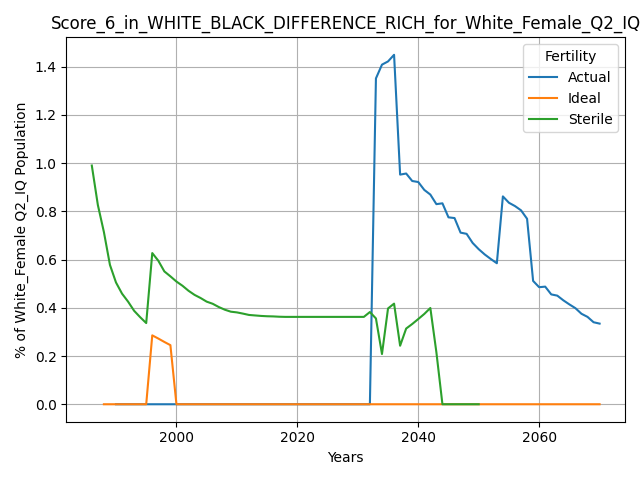 Score_6_in_WHITE_BLACK_DIFFERENCE_RICH_for_White_Female_Q2_IQ
Fertility
Actual
Ideal
Sterile
% of White_Female Q2_IQ Population
1.4
1.2
1.0
0.8
0.6
0.4
0.2
0.0
2000 2020 2040 2060
Years